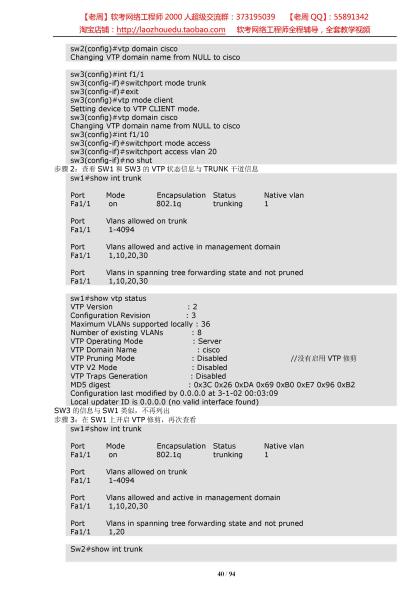 【老周】软考网络工程师 2000 人超级交流群：373195039 【老周 QQ】：55891342
淘宝店铺：http://laozhouedu.taobao.com 软考网络工程师全程辅导，全套教学视频
sw2(config)#vtp domain cisco
Changing VTP domain name from NULL to cisco
sw3(config)#int f1/1
sw3(config-if)#switchport mode trunk
sw3(config-if)#exit
sw3(config)#vtp mode client
Setting device to VTP CLIENT mode.
sw3(config)#vtp domain cisco
Changing VTP domain name from NULL to cisco
sw3(config)#int f1/10
sw3(config-if)#switchport mode access
sw3(config-if)#switchport access vlan 20
sw3(config-if)#no shut
步骤 2：查看 SW1 和 SW3 的 VTP 状态信息与 TRUNK 干道信息
sw1#show int trunk
Port Mode Encapsulation Status Native vlan
Fa1/1 on 802.1q trunking 1
Port Vlans allowed on trunk
Fa1/1 1-4094
Port Vlans allowed and active in management domain
Fa1/1 1,10,20,30
Port Vlans in spanning tree forwarding state and not pruned
Fa1/1 1,10,20,30
sw1#show vtp status
VTP Version : 2
Configuration Revision : 3
Maximum VLANs supported locally : 36
Number of existing VLANs : 8
VTP Operating Mode : Server
VTP Domain Name : cisco
VTP Pruning Mode : Disabled //没有启用 VTP 修剪
VTP V2 Mode : Disabled
VTP Traps Generation : Disabled
MD5 digest : 0x3C 0x26 0xDA 0x69 0xB0 0xE7 0x96 0xB2
Configuration last modified by 0.0.0.0 at 3-1-02 00:03:09
Local updater ID is 0.0.0.0 (no valid interface found)
SW3 的信息与 SW1 类似，不再列出
步骤 3：在 SW1 上开启 VTP 修剪，再次查看
sw1#show int trunk
Port Mode Encapsulation Status Native vlan
Fa1/1 on 802.1q trunking 1
Port Vlans allowed on trunk
Fa1/1 1-4094
Port Vlans allowed and active in management domain
Fa1/1 1,10,20,30
Port Vlans in spanning tree forwarding state and not pruned
Fa1/1 1,20
Sw2#show int trunk
40 / 94